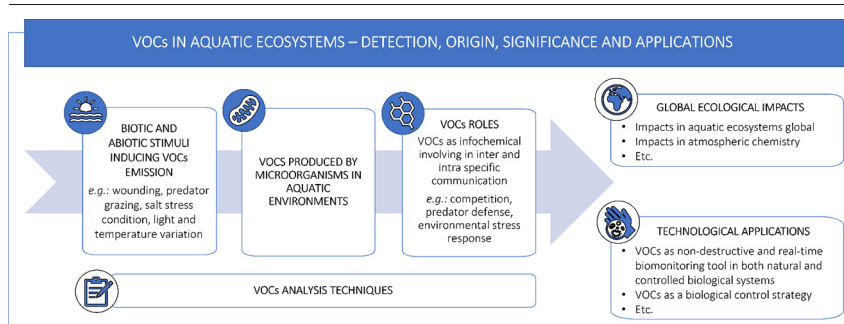 VOCs IN AQUATIC ECOSYSTEMS – DETECTION, ORIGIN, SIGNIFICANCE AND APPLICATIONS
BIOTIC AND
ABIOTIC STIMULI
INDUCING VOCs
EMISSION
e.g.: wounding, predator
grazing, salt stress
condition, light and
temperature variation
VOCS PRODUCED BY
MICROORGANISMS IN
AQUATIC
ENVIRONMENTS
VOCs ROLES
VOCs as infochemical
involving in inter and
intra specific
communication
e.g.: competition,
predator defense,
environmental stress
response
VOCs ANALYSIS TECHNIQUES
GLOBAL ECOLOGICAL IMPACTS
• Impacts in aquatic ecosystems global
• Impacts in atmospheric chemistry
• Etc.
TECHNOLOGICAL APPLICATIONS
• VOCs as non-destructive and real-time
biomonitoring tool in both natural and
controlled biological systems
• VOCs as a biological control strategy
• Etc.